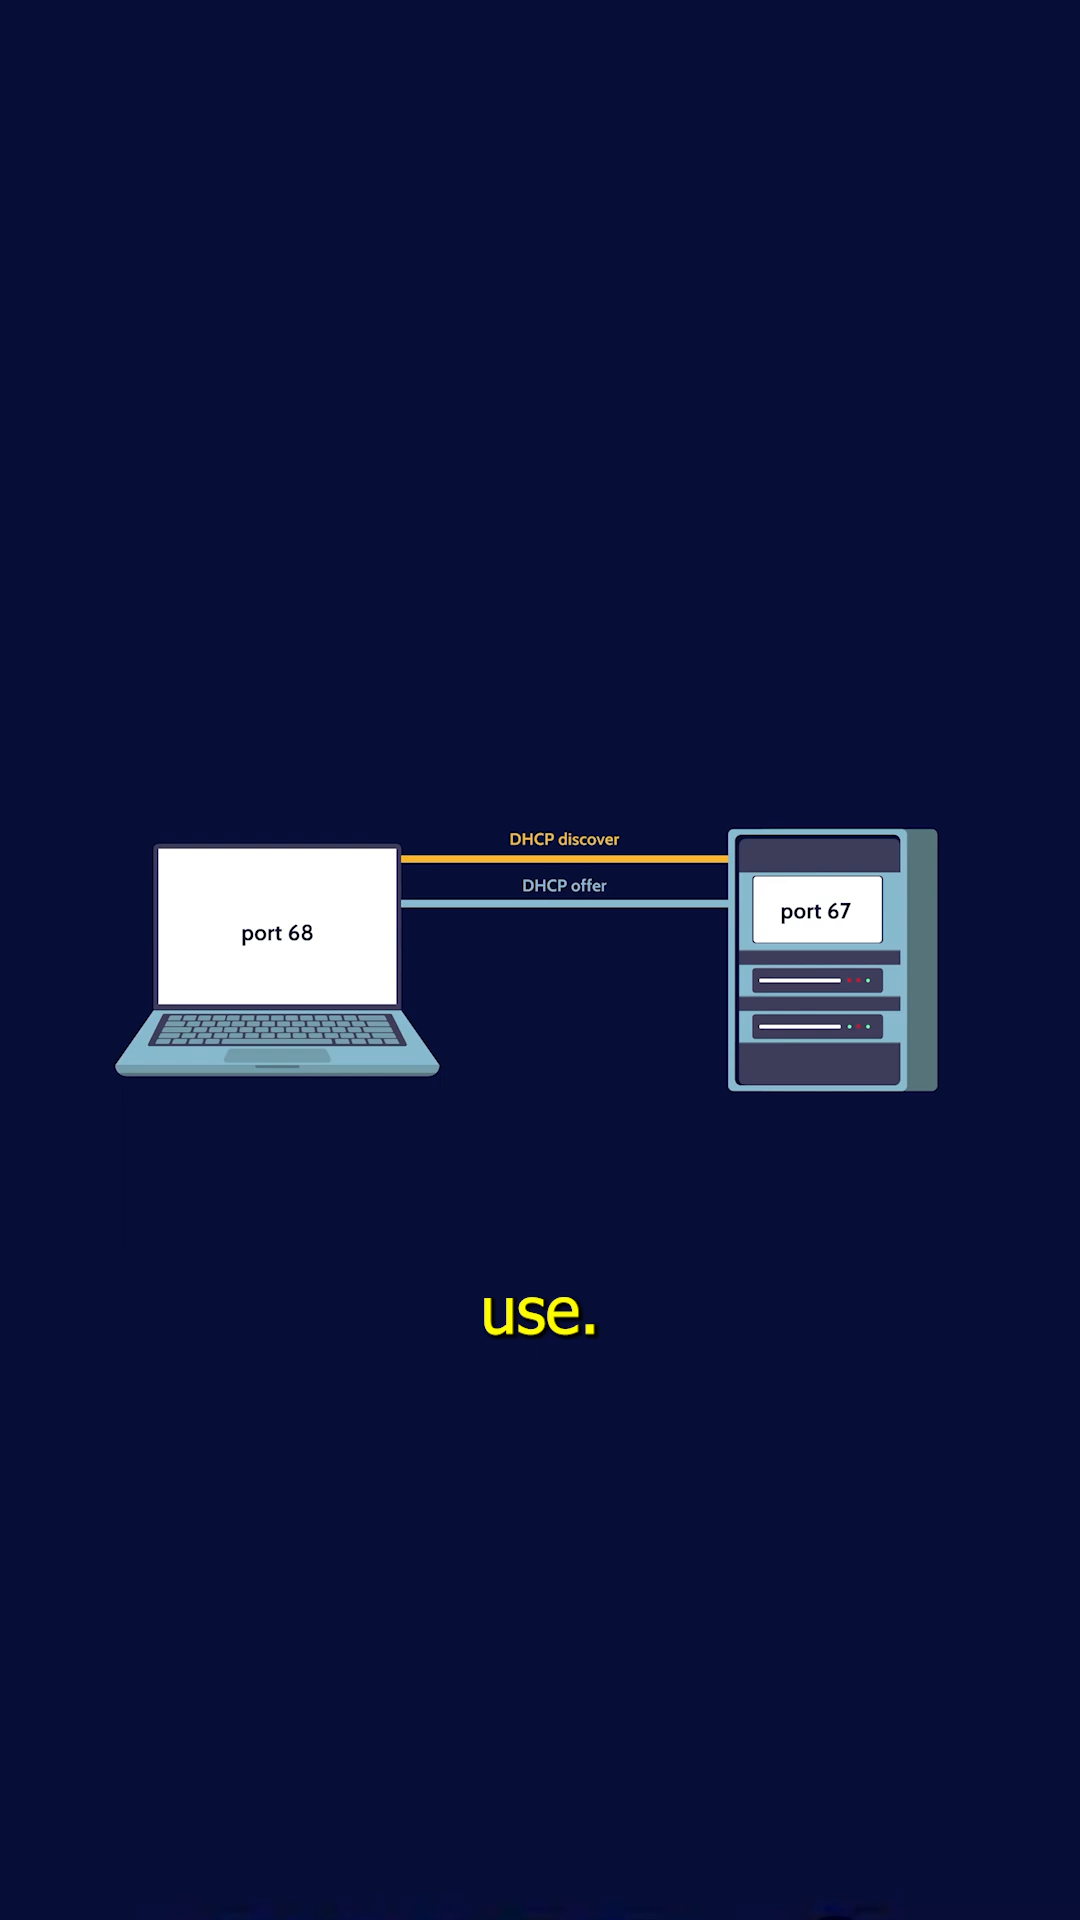 DHCP discover
DHCP offer
port 68
port 67
use.